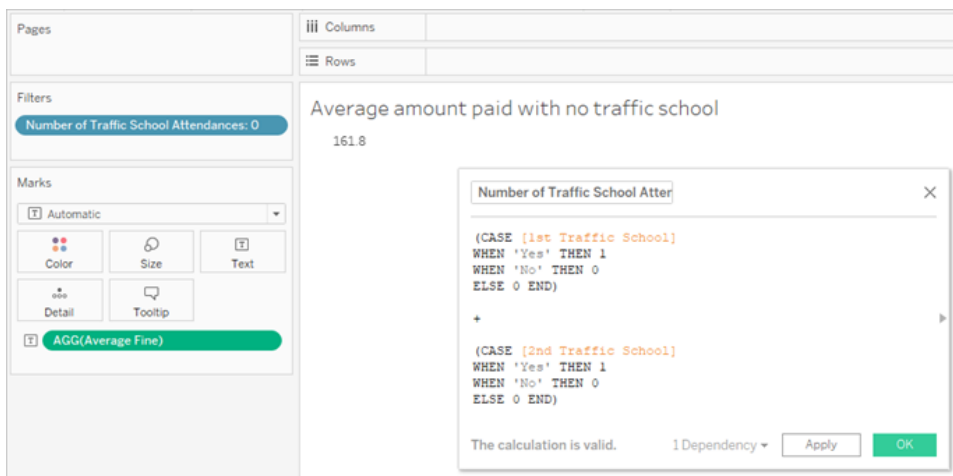 Pages
Columns
Rows
Filters
Number of Traffic School Attendances: 0
Average amount paid with no traffic school
161.8
Marks
T Automatic
Color
Size
T
Text
Detail
Tooltip
T AGG(Average Fine)
Number of Traffic School Atter
(CASE [1st Traffic School]
WHEN 'Yes' THEN 1
WHEN 'No' THEN 0
ELSE 0 END)
+
(CASE [2nd Traffic School]
WHEN 'Yes' THEN 1
WHEN 'No' THEN 0
ELSE 0 END)
The calculation is valid.
1 Dependency
Apply
OK